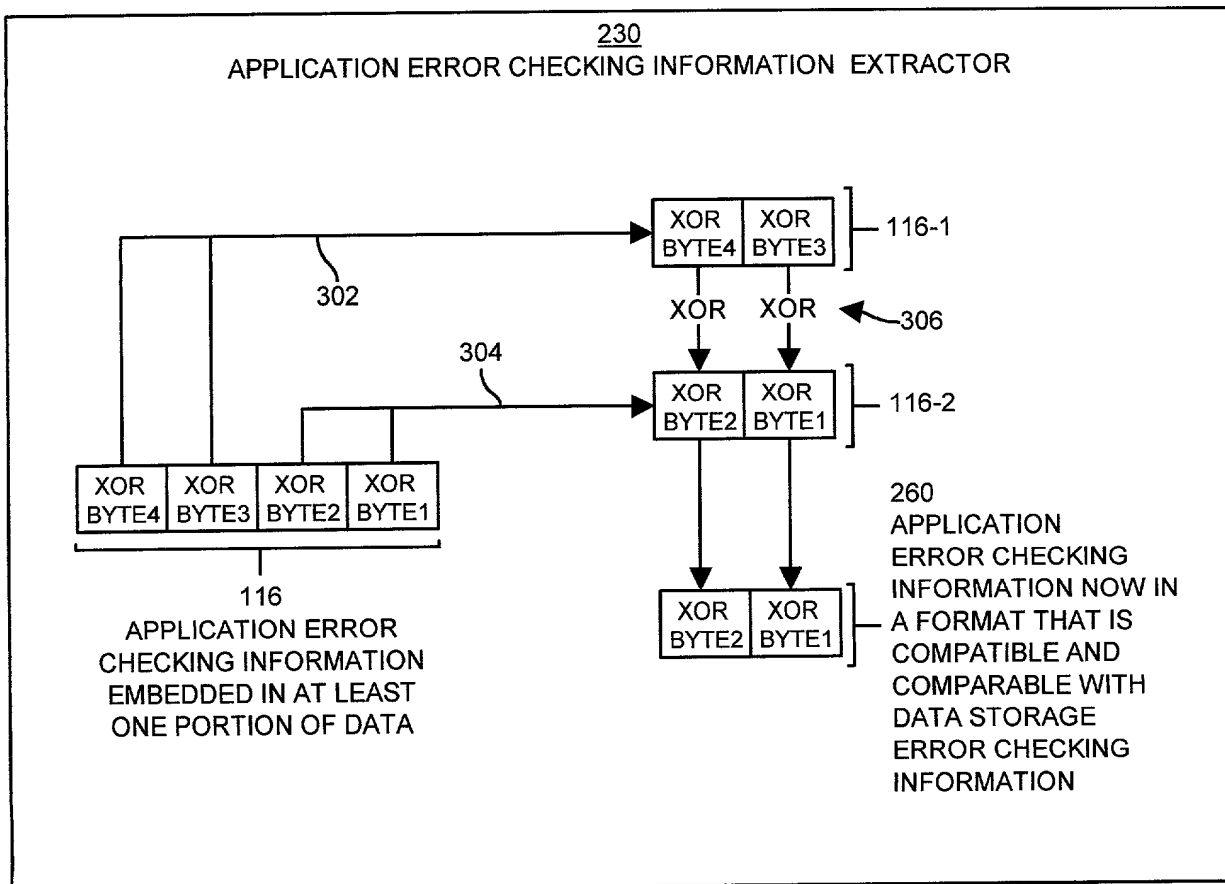 230
APPLICATION ERROR CHECKING INFORMATION EXTRACTOR
XOR BYTE4
XOR BYTE3
116-1
302
XOR
XOR
306
304
XOR BYTE2
XOR BYTE1
116-2
XOR BYTE4
XOR BYTE3
XOR BYTE2
XOR BYTE1
116
APPLICATION ERROR
CHECKING INFORMATION
EMBEDDED IN AT LEAST
ONE PORTION OF DATA
XOR BYTE2
XOR BYTE1
260
APPLICATION
ERROR CHECKING
INFORMATION NOW IN
A FORMAT THAT IS
COMPATIBLE AND
COMPARABLE WITH
DATA STORAGE
ERROR CHECKING
INFORMATION